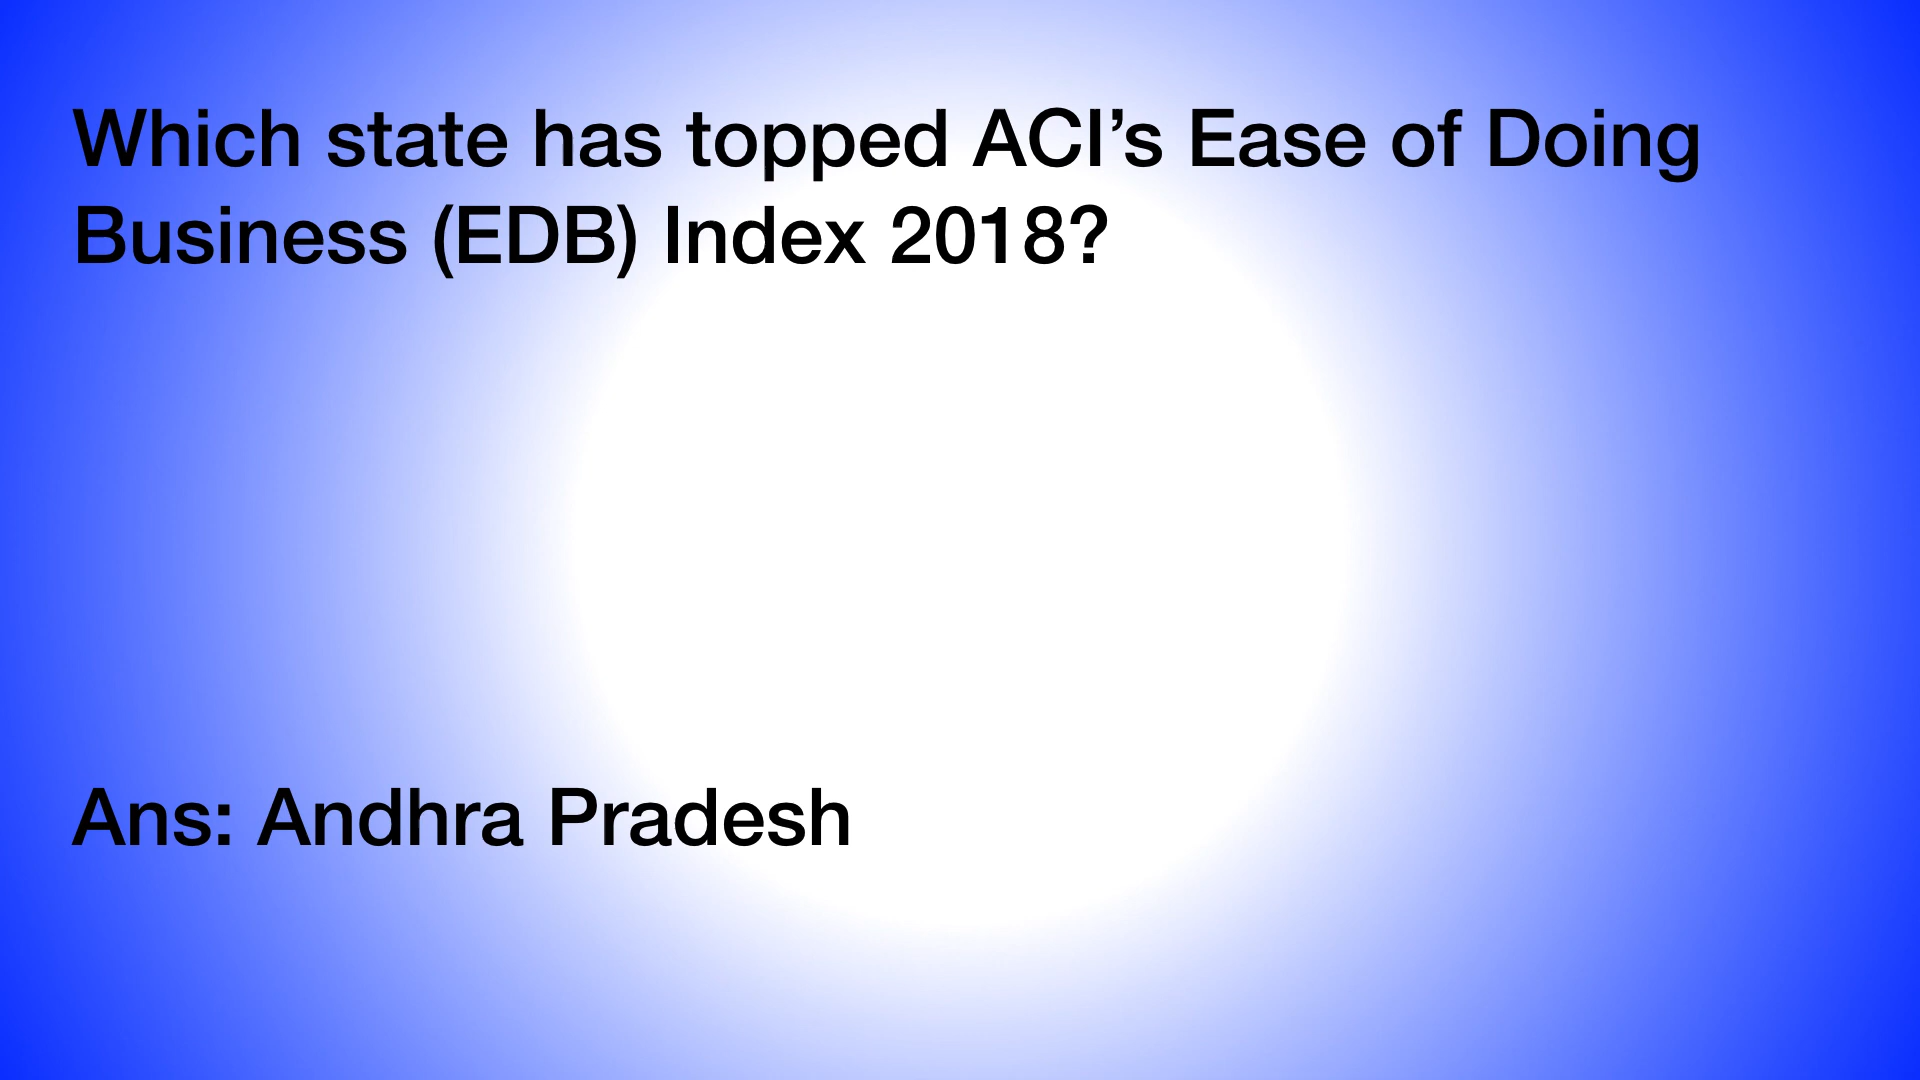 Which state has topped ACI’s Ease of Doing
Business (EDB) Index 2018?
Ans: Andhra Pradesh